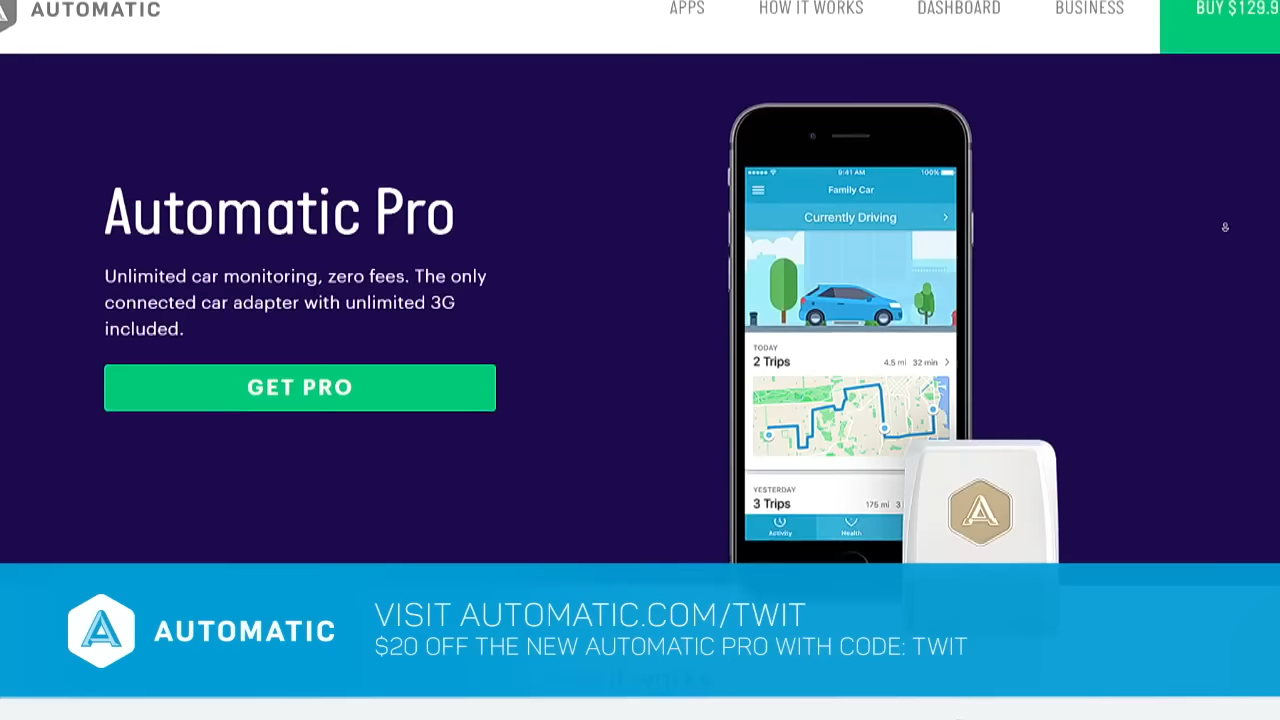 AUTOMATIC
APPS
HOW IT WORKS
DASHBOARD
BUSINESS
BUY $129.9
Automatic Pro
Unlimited car monitoring, zero fees. The only
connected car adapter with unlimited 3G
included.
GET PRO
9:41 AM
100%
Family Car
Currently Driving
TODAY
2 Trips
4.5 mi
32 min
YESTERDAY
3 Trips
175 mi
3
Activity
Health
AUTOMATIC
VISIT AUTOMATIC.COM/TWIT
$20 OFF THE NEW AUTOMATIC PRO WITH CODE: TWIT